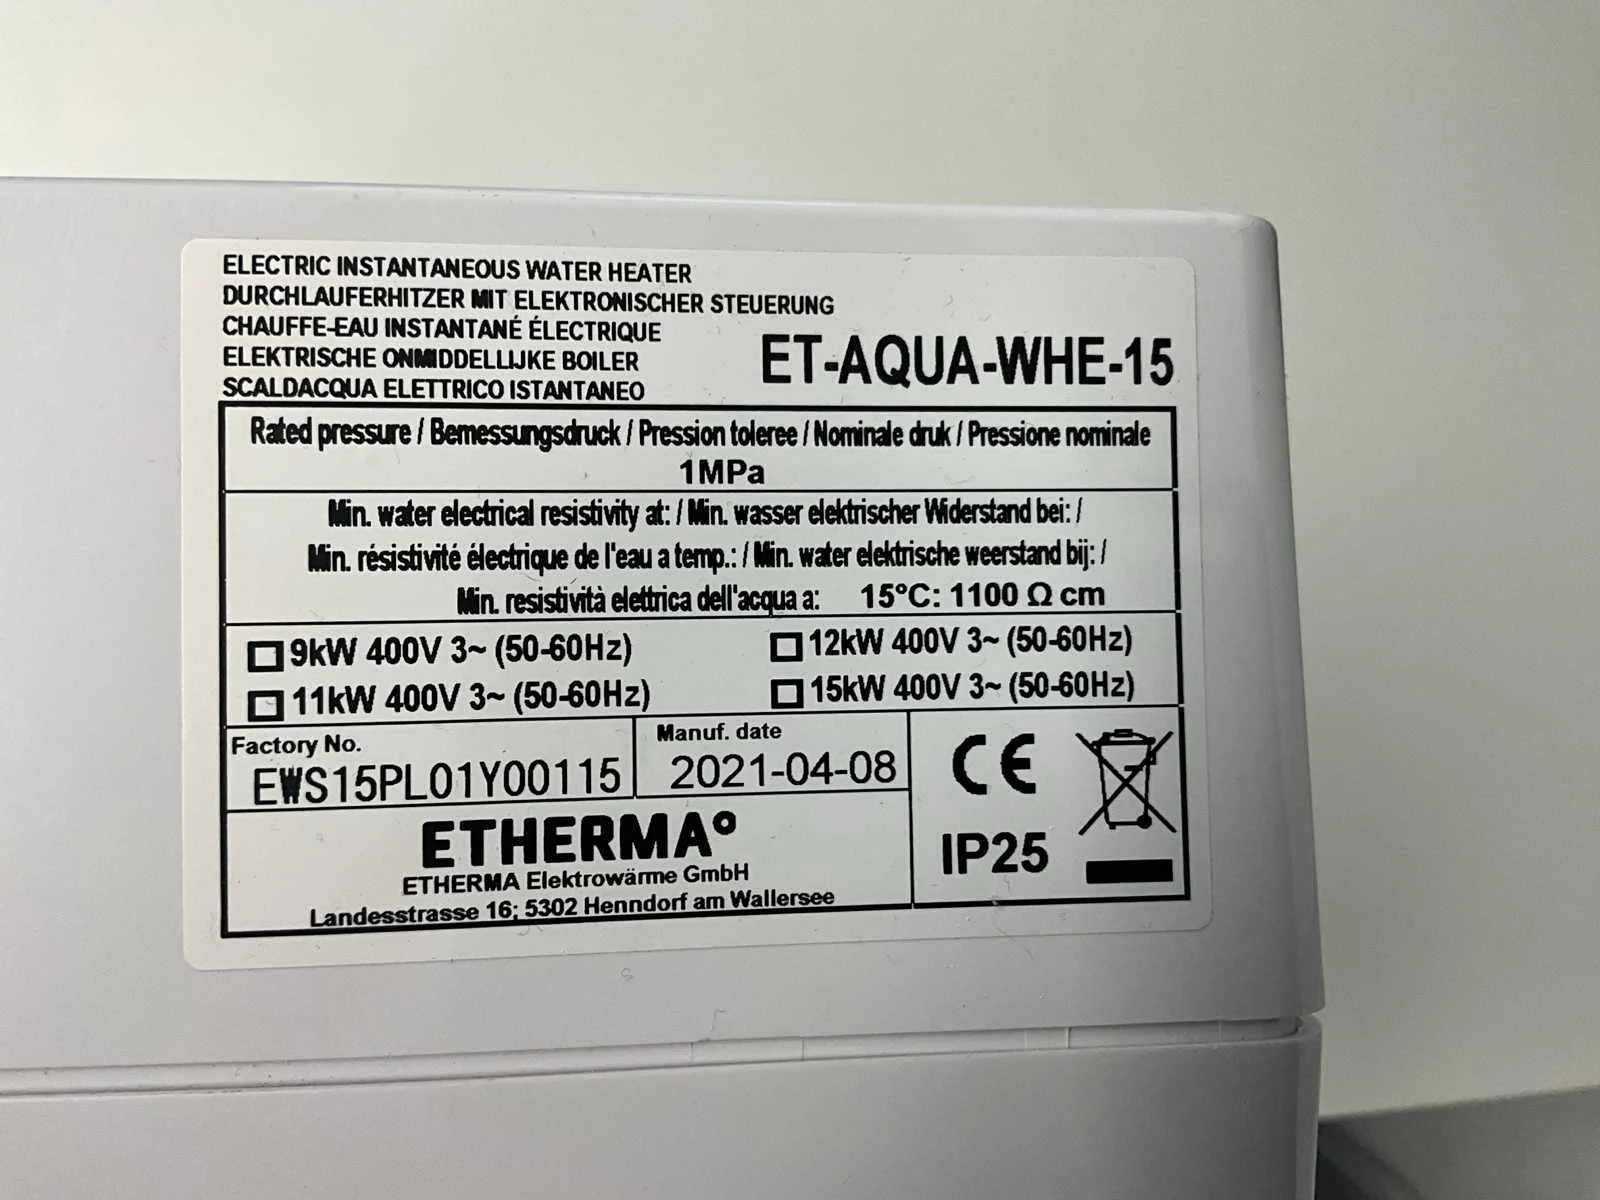 ELECTRIC INSTANTANEOUS WATER HEATER
DURCHLAUFERHITZER MIT ELEKTRONISCHER STEUERUNG
CHAUFFE-EAU INSTANTANÉ ÉLECTRIQUE
ELEKTRISCHE ONMIDDELLIJKE BOILER
SCALDACQUA ELETTRICO ISTANTANEO
ET-AQUA-WHE-15
Rated pressure / Bemessungsdruck / Pression toleree / Nominale druk / Pressione nominale
1MPa
Min. water electrical resistivity at: / Min. wasser elektrischer Widerstand bei: /
Min. résistivité électrique de l'eau a temp.: / Min. water elektrische weerstand bij: /
Min. resistività elettrica dell'acqua a: 15°C: 1100 Ω cm
☐ 9kW 400V 3~ (50-60Hz) ☐ 12kW 400V 3~ (50-60Hz)
☐ 11kW 400V 3~ (50-60Hz) ☐ 15kW 400V 3~ (50-60Hz)
Factory No.
EWS15PL01Y00115
Manuf. date
2021-04-08
CE
IP25
ETHERMA°
ETHERMA Elektrowärme GmbH
Landesstrasse 16; 5302 Henndorf am Wallersee